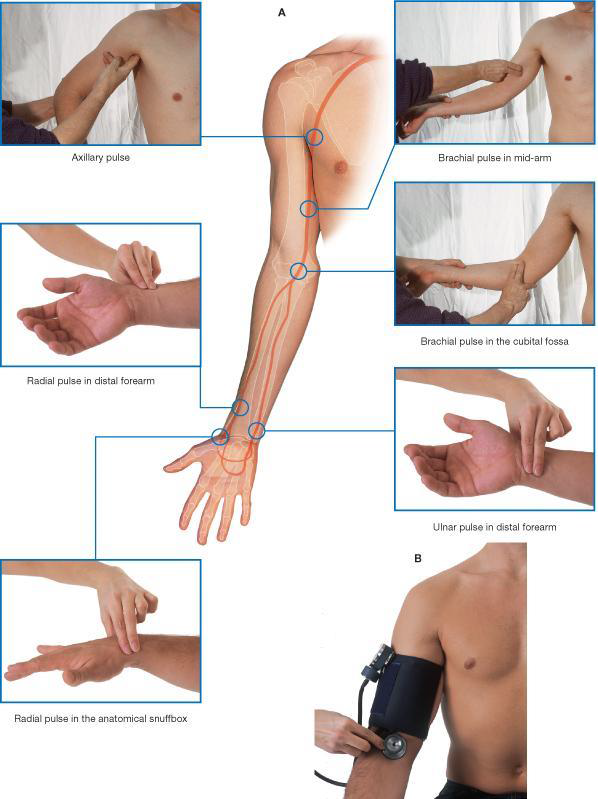 A
Axillary pulse
Brachial pulse in mid-arm
Brachial pulse in the cubital fossa
Radial pulse in distal forearm
Ulnar pulse in distal forearm
B
Radial pulse in the anatomical snuffbox